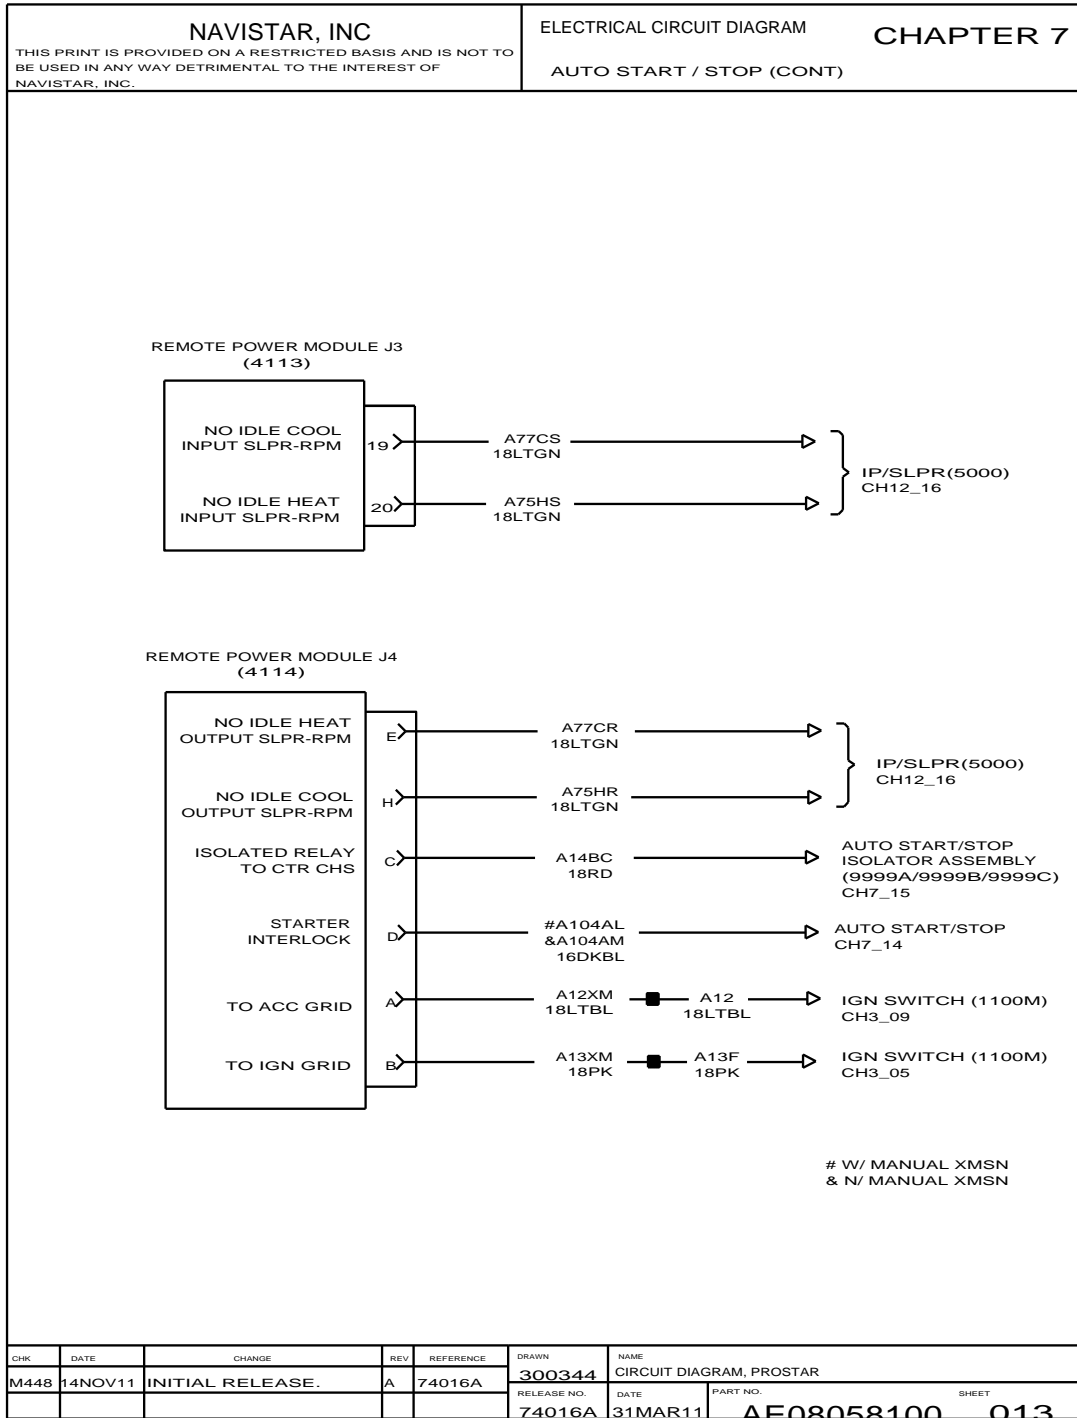 NAVISTAR, INC
THIS PRINT IS PROVIDED ON A RESTRICTED BASIS AND IS NOT TO
BE USED IN ANY WAY DETRIMENTAL TO THE INTEREST OF
NAVISTAR, INC.
ELECTRICAL CIRCUIT DIAGRAM
CHAPTER 7
AUTO START / STOP (CONT)
REMOTE POWER MODULE J3
(4113)
NO IDLE COOL
INPUT SLPR-RPM
19
A77CS
18LTGN
NO IDLE HEAT
INPUT SLPR-RPM
20
A75HS
18LTGN
IP/SLPR(5000)
CH12_16
REMOTE POWER MODULE J4
(4114)
NO IDLE HEAT
OUTPUT SLPR-RPM
E
A77CR
18LTGN
NO IDLE COOL
OUTPUT SLPR-RPM
H
A75HR
18LTGN
IP/SLPR(5000)
CH12_16
ISOLATED RELAY
TO CTR CHS
C
A14BC
18RD
AUTO START/STOP
ISOLATOR ASSEMBLY
(9999A/9999B/9999C)
CH7_15
STARTER
INTERLOCK
D
#A104AL
&A104AM
16DKBL
AUTO START/STOP
CH7_14
TO ACC GRID
A
A12XM
18LTBL
A12
18LTBL
IGN SWITCH (1100M)
CH3_09
TO IGN GRID
B
A13XM
18PK
A13F
18PK
IGN SWITCH (1100M)
CH3_05
# W/ MANUAL XMSN
& N/ MANUAL XMSN
CHK DATE CHANGE REV REFERENCE
M448 14NOV11 INITIAL RELEASE. A 74016A
DRAWN
300344
NAME
CIRCUIT DIAGRAM, PROSTAR
RELEASE NO.
74016A
DATE
31MAR11
PART NO.
AE08058100
SHEET
013